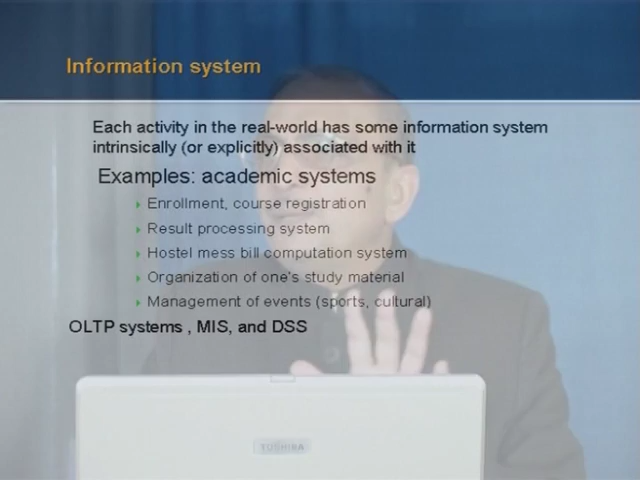 Information system
Each activity in the real-world has some information system
intrinsically (or explicitly) associated with it
Examples: academic systems
Enrollment, course registration
Result processing system
Hostel mess bill computation system
Organization of one's study material
Management of events (sports, cultural)
OLTP systems , MIS, and DSS
TOSHIBA